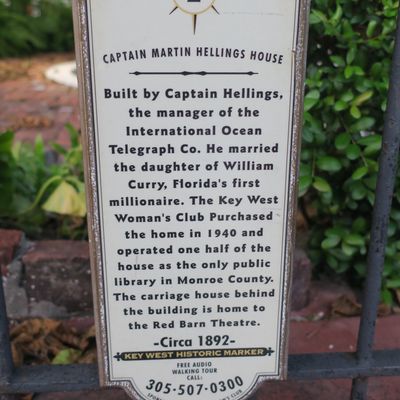 CAPTAIN MARTIN HELLINGS HOUSE
Built by Captain Hellings,
the manager of the
International Ocean
Telegraph Co. He married
the daughter of William
Curry, Florida's first
millionaire. The Key West
Woman's Club Purchased
the home in 1940 and
operated one half of the
house as the only public
library in Monroe County.
The carriage house behind
the building is home to
the Red Barn Theatre.
-Circa 1892-
KEY WEST HISTORIC MARKER
FREE AUDIO
WALKING TOUR
CALL:
305-507-0300